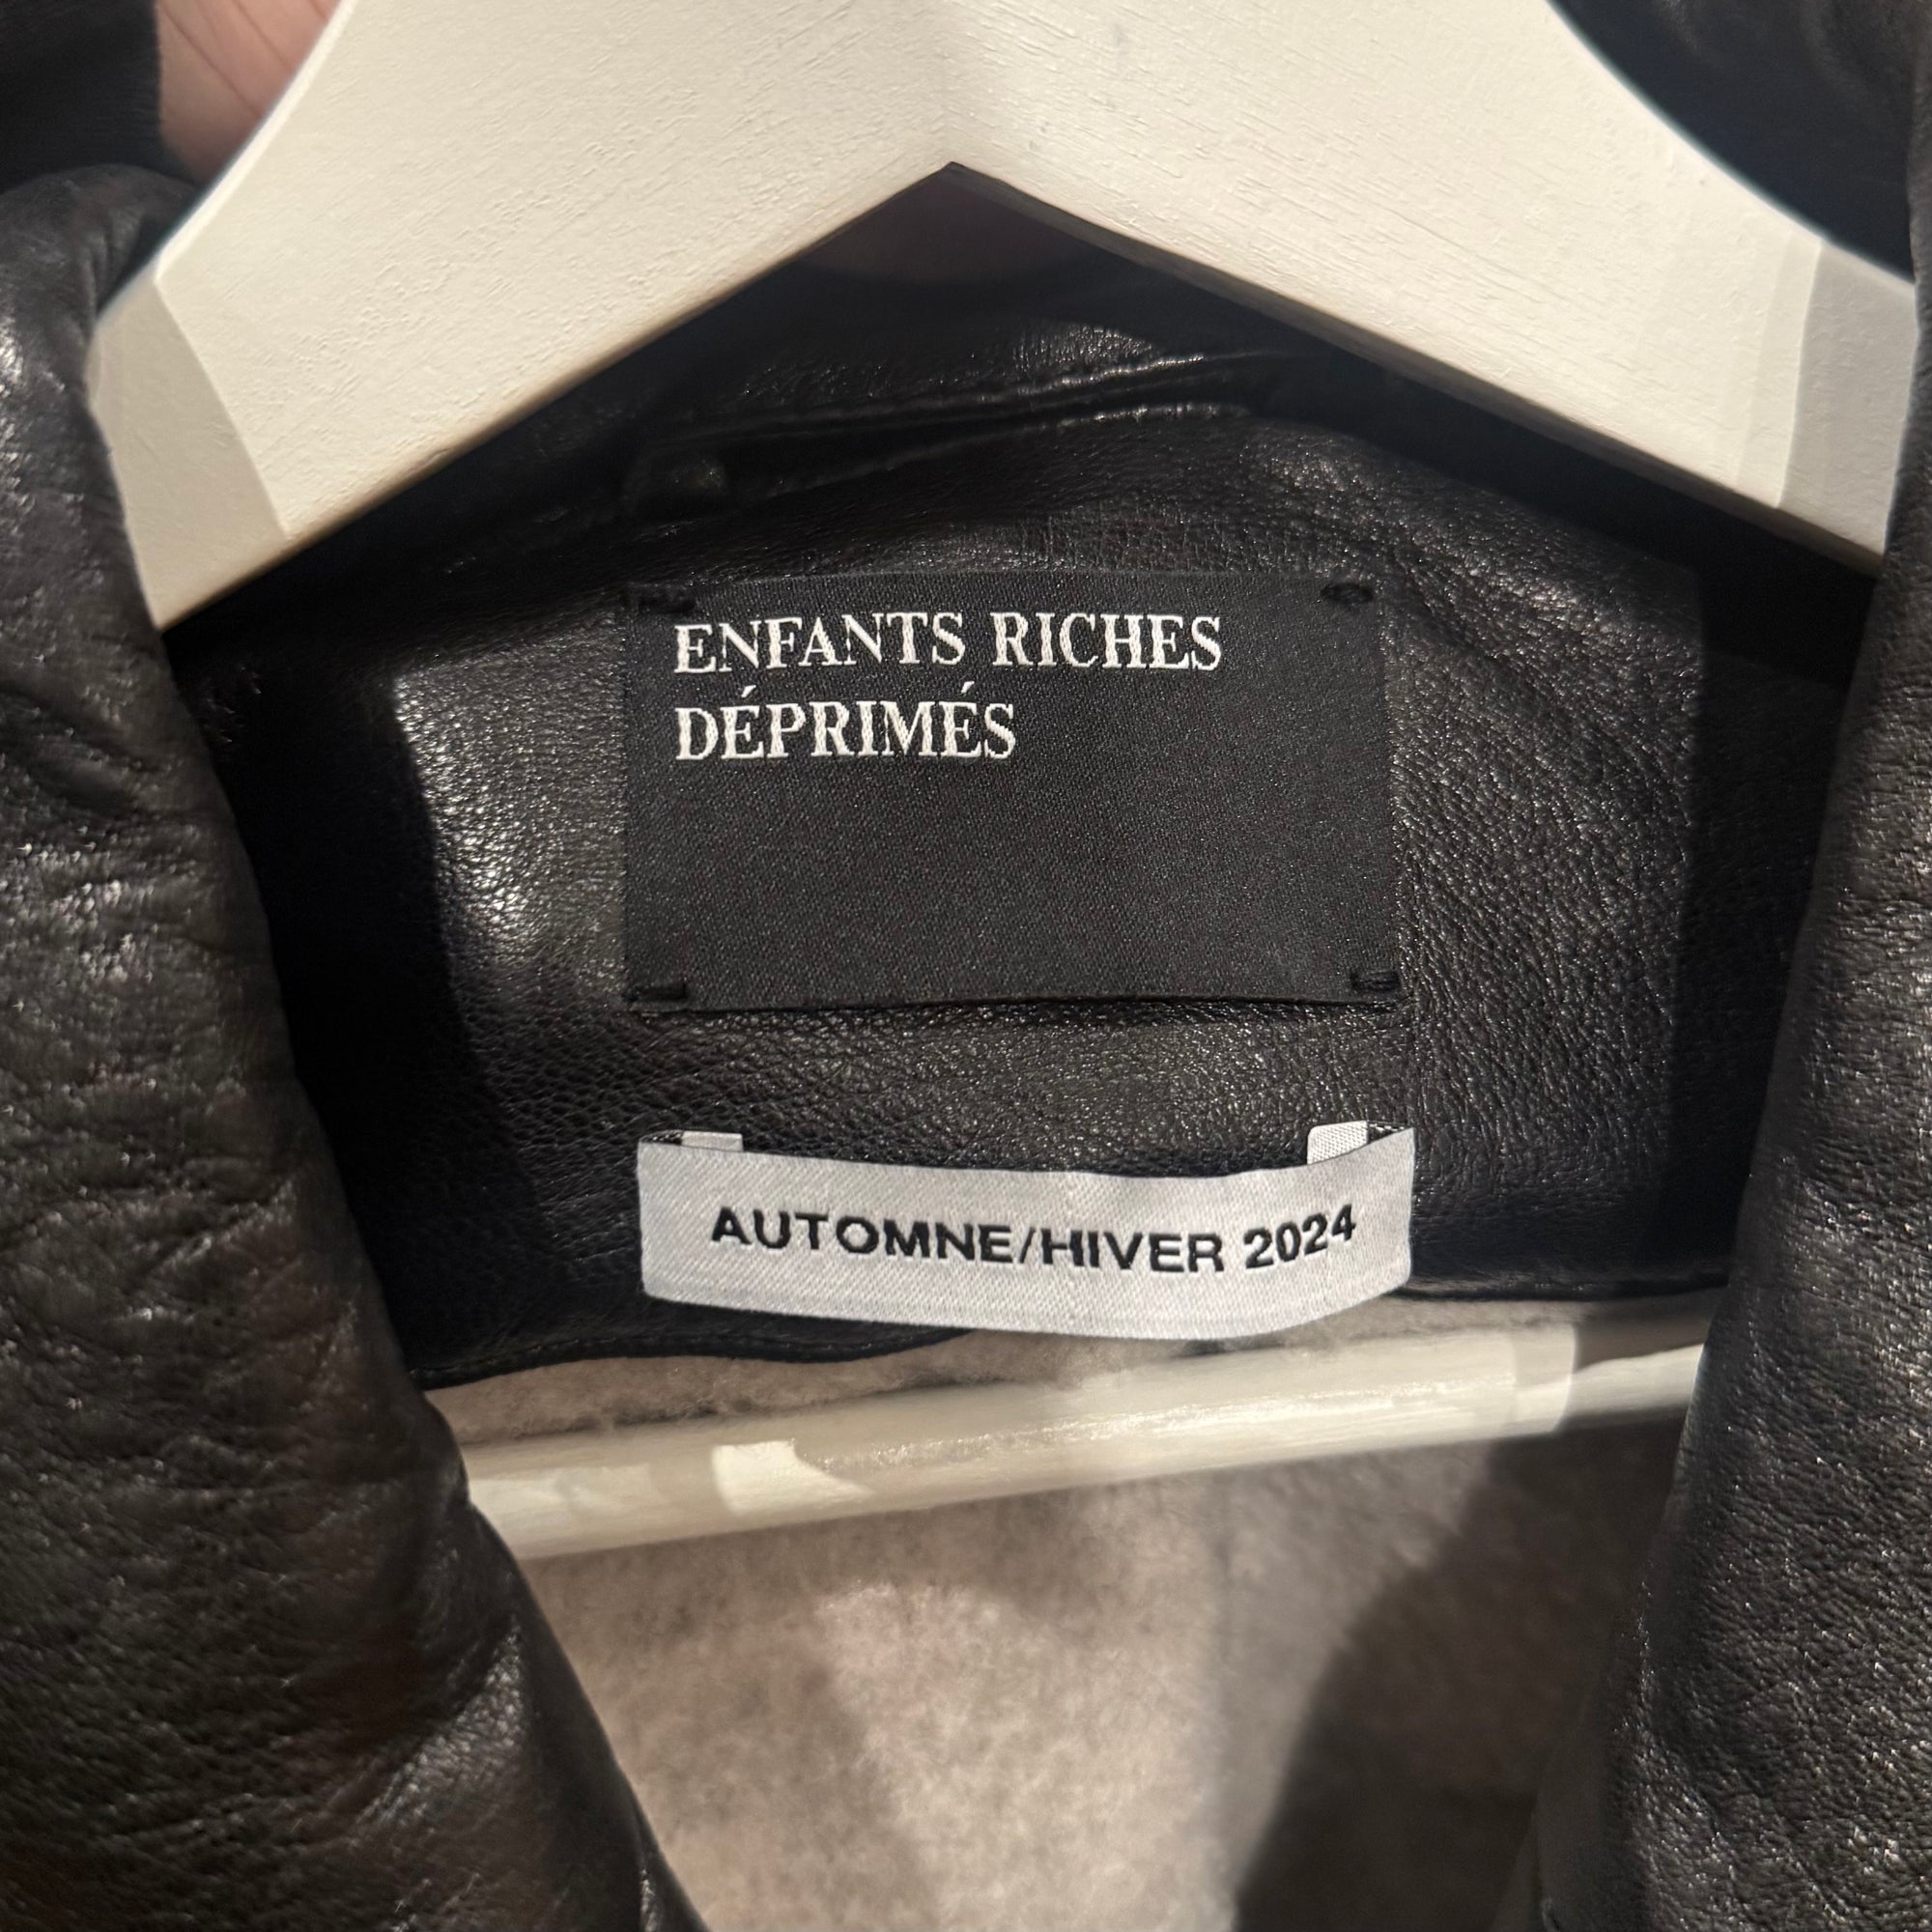 ENFANTS RICHES
DÉPRIMÉS
AUTOMNE/HIVER 2024